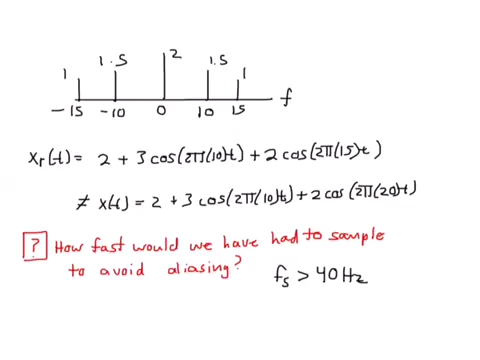 1 1.5 2 1.5 1
-15 -10 0 10 15 f
xr(t) = 2 + 3 cos(2π(10)t) + 2 cos(2π(15)t)
≠ x(t) = 2 + 3 cos(2π(10)t) + 2 cos(2π(20)t)
? How fast would we have had to sample
to avoid aliasing? fs > 40 Hz